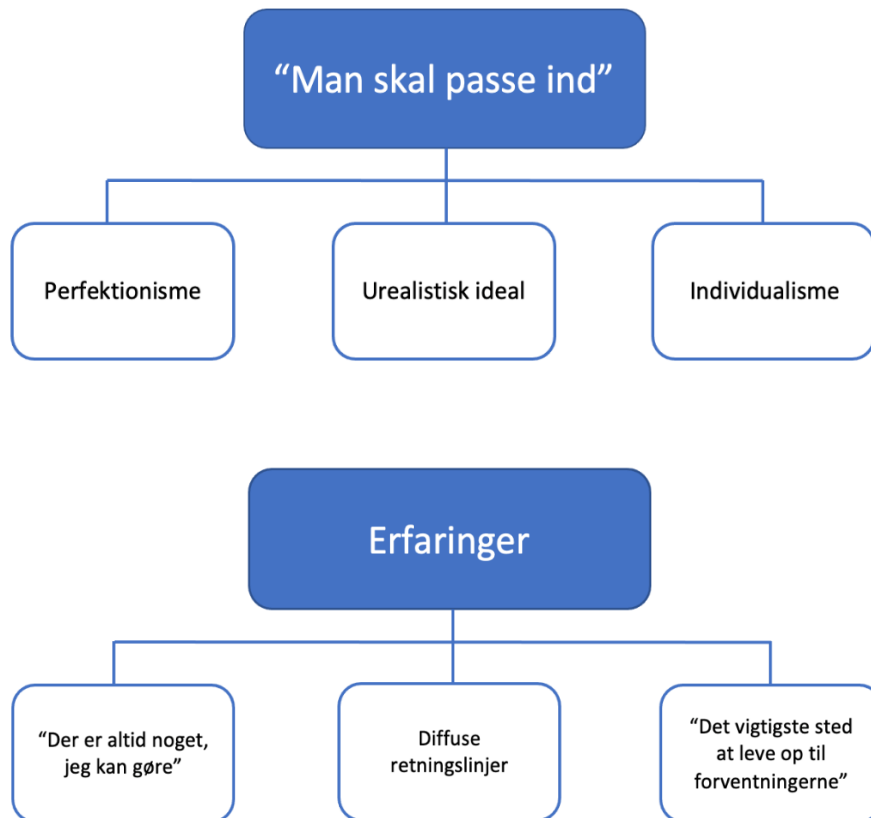 “Man skal passe ind”
Perfektionisme
Urealistisk ideal
Individualisme
Erfaringer
“Der er altid noget,
jeg kan gøre”
Diffuse
retningslinjer
“Det vigtigste sted
at leve op til
forventningerne”